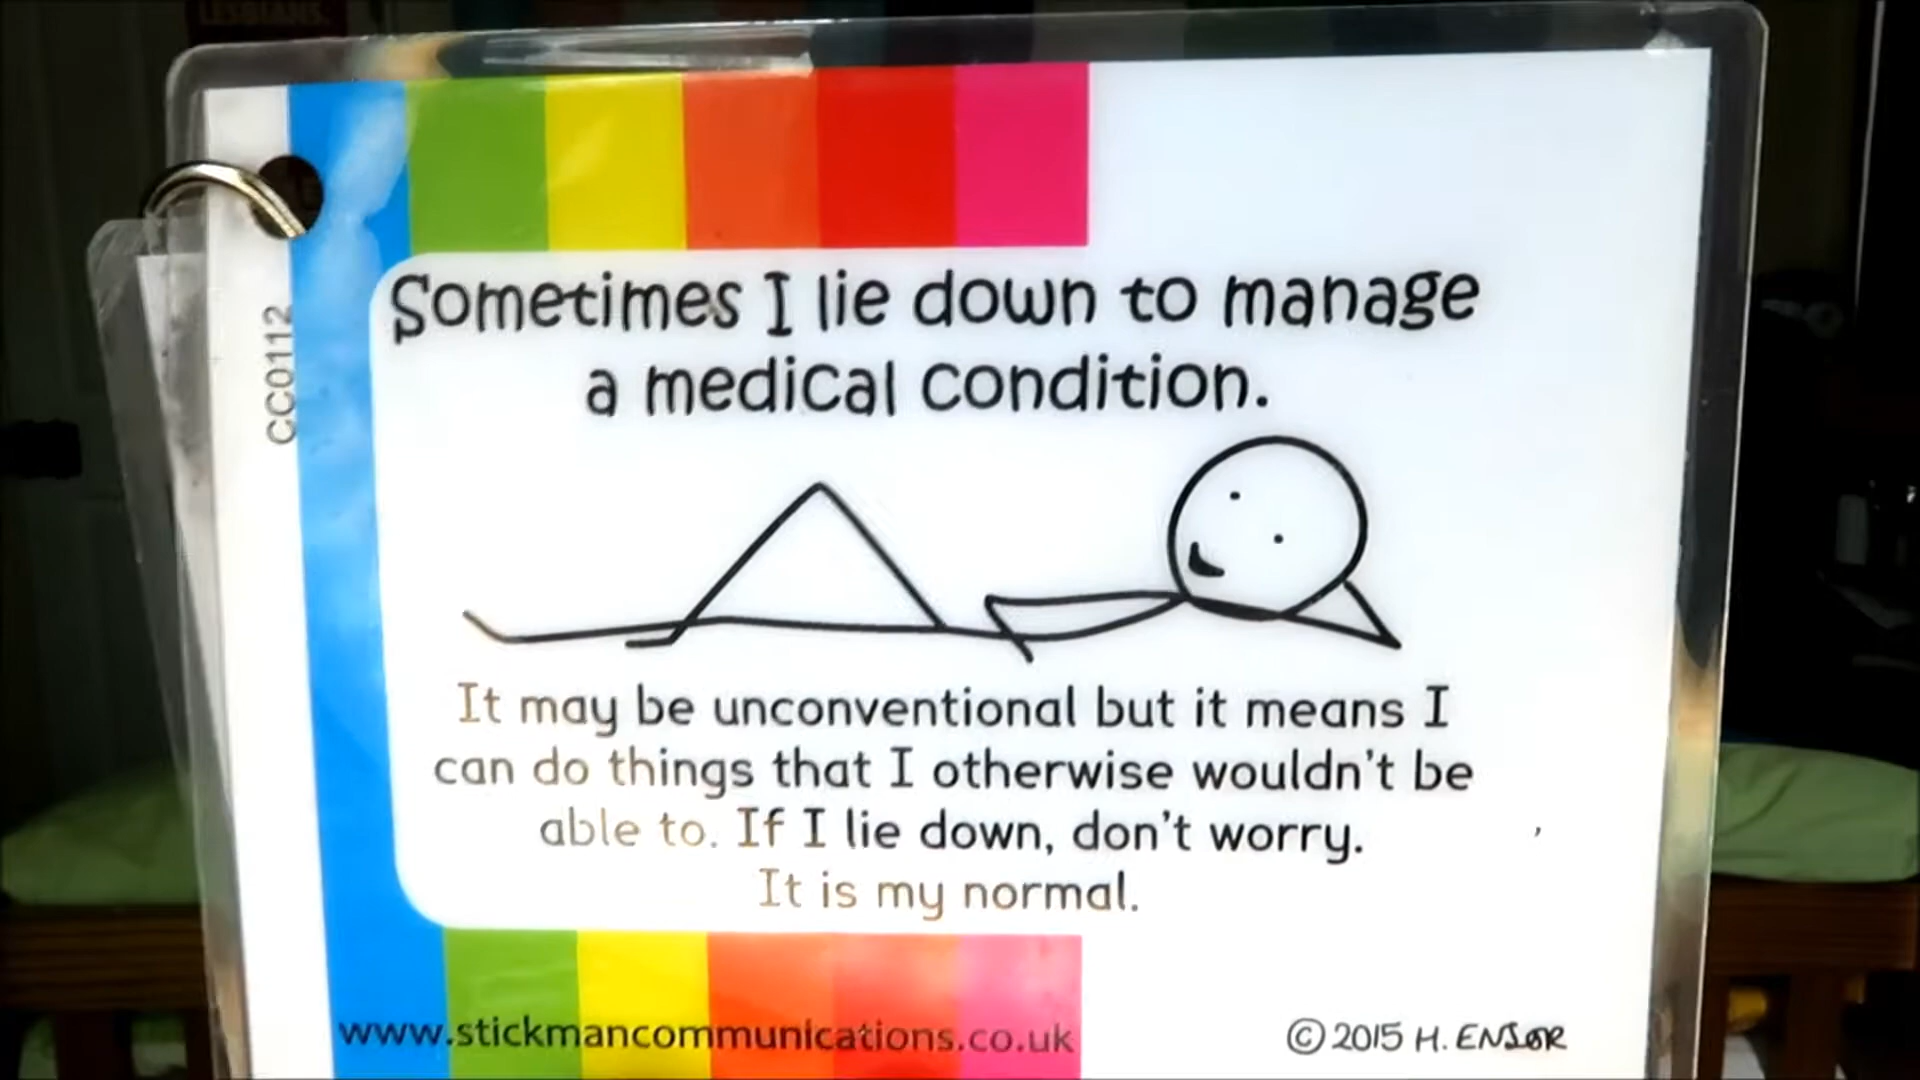 LESBIANS.
CC0112
Sometimes I lie down to manage
a medical condition.
It may be unconventional but it means I
can do things that I otherwise wouldn't be
able to. If I lie down, don't worry.
It is my normal.
www.stickmancommunications.co.uk
© 2015 H. ENSOR